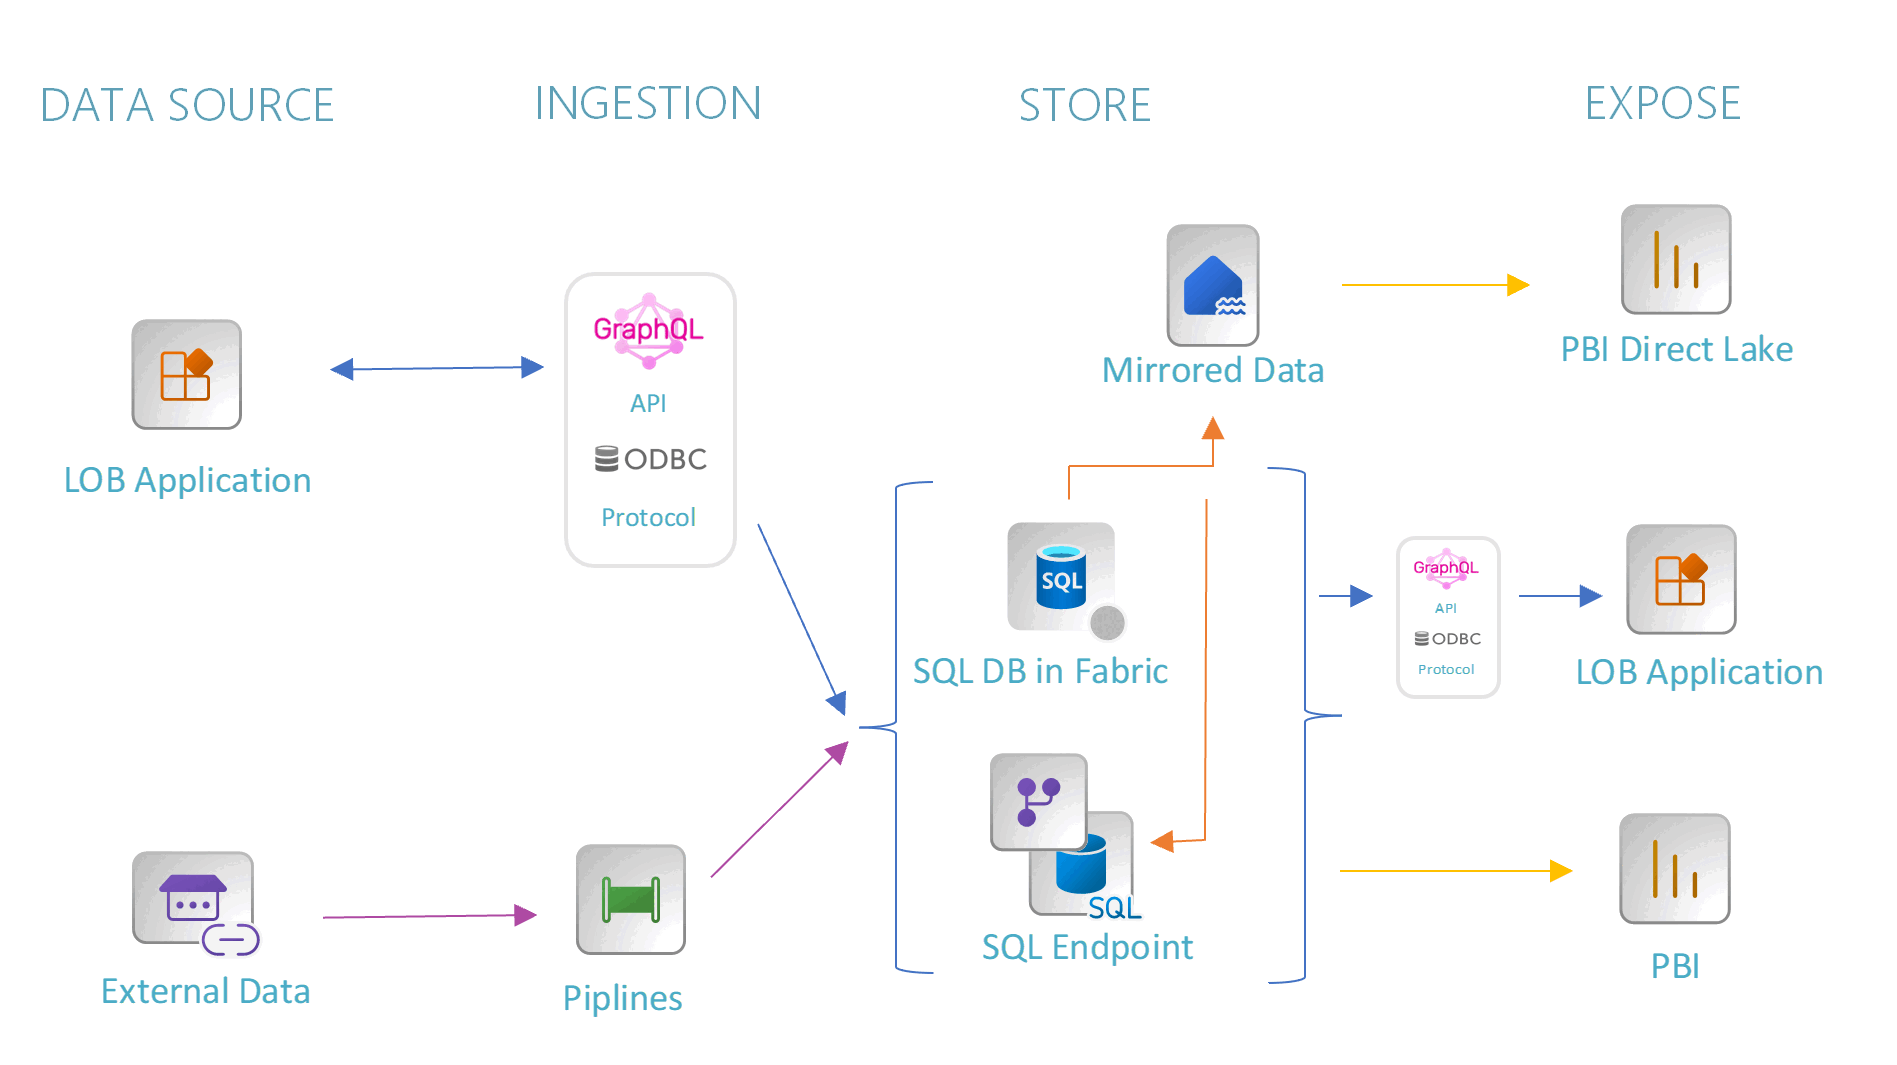 DATA SOURCE
INGESTION
STORE
EXPOSE
LOB Application
GraphQL
API
ODBC
Protocol
External Data
Piplines
Mirrored Data
SQL
SQL DB in Fabric
SQL
SQL Endpoint
PBI Direct Lake
GraphQL
API
ODBC
Protocol
LOB Application
PBI